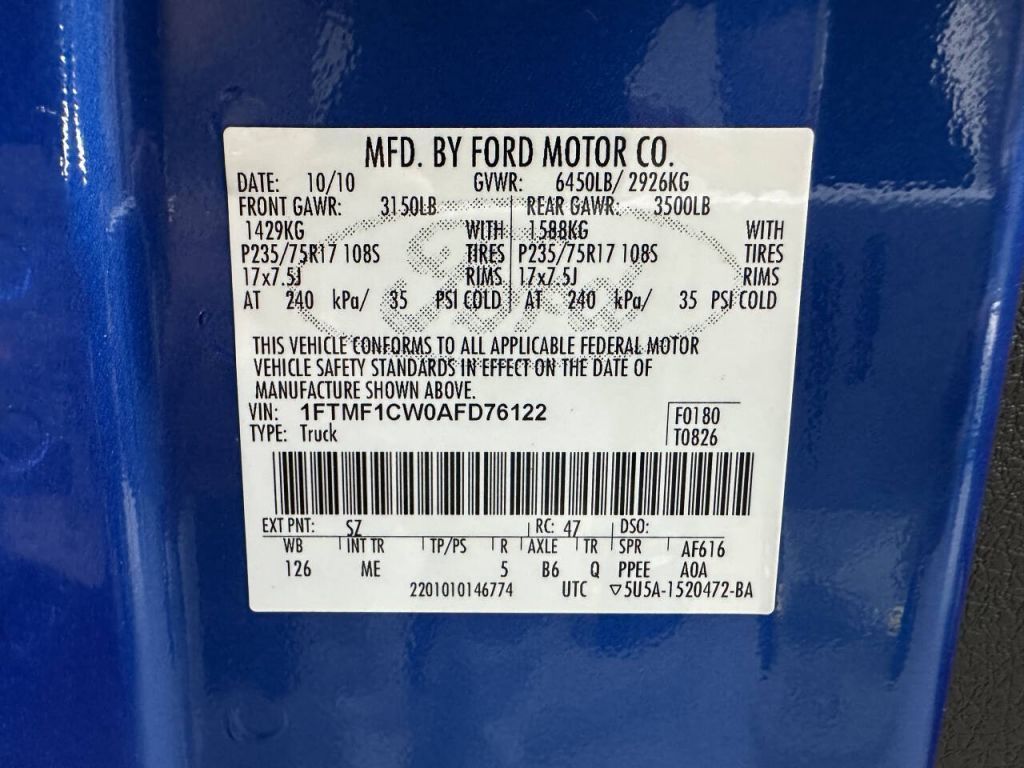 MFD. BY FORD MOTOR CO.
DATE: 10/10 GVWR: 6450LB/ 2926KG
FRONT GAWR: 3150LB REAR GAWR: 3500LB
1429KG WITH 1588KG WITH
P235/75R17 108S TIRES P235/75R17 108S TIRES
17x7.5J RIMS 17x7.5J RIMS
AT 240 kPa/ 35 PSI COLD AT 240 kPa/ 35 PSI COLD
Ford
THIS VEHICLE CONFORMS TO ALL APPLICABLE FEDERAL MOTOR
VEHICLE SAFETY STANDARDS IN EFFECT ON THE DATE OF
MANUFACTURE SHOWN ABOVE.
VIN: 1FTMF1CW0AFD76122 F0180
TYPE: Truck T0826
EXT PNT: SZ RC: 47 DSO:
WB INT TR TP/PS R AXLE TR SPR AF616
126 ME 5 B6 Q PPEE A0A
2201010146774 UTC ▽5U5A-1520472-BA